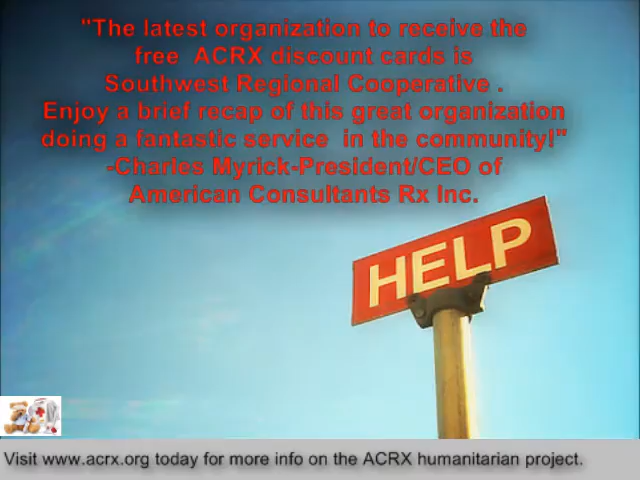 "The latest organization to receive the
free ACRX discount cards is
Southwest Regional Cooperative .
Enjoy a brief recap of this great organization
doing a fantastic service in the community!"
-Charles Myrick-President/CEO of
American Consultants Rx Inc.
HELP
Visit www.acrx.org today for more info on the ACRX humanitarian project.